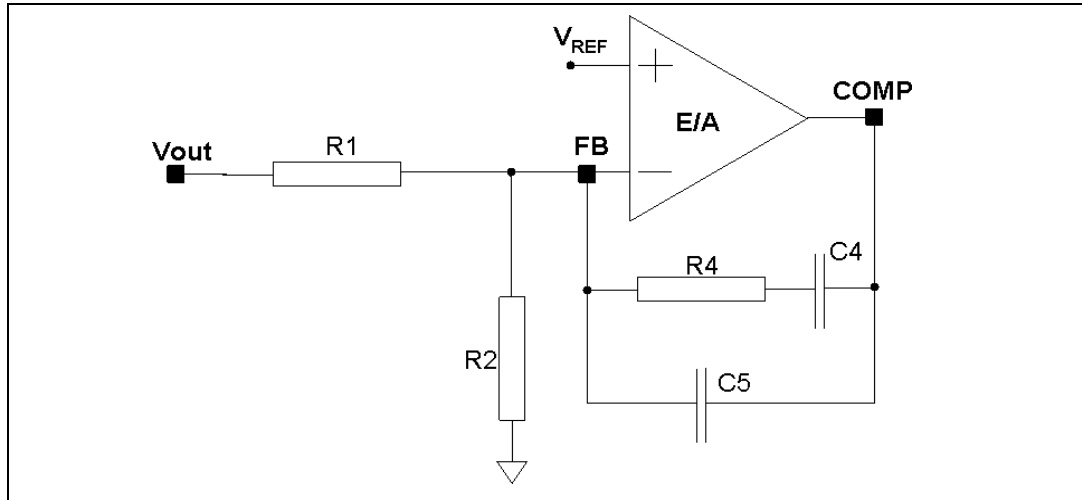 VREF
COMP
E/A
Vout
R1
FB
R4
C4
R2
C5